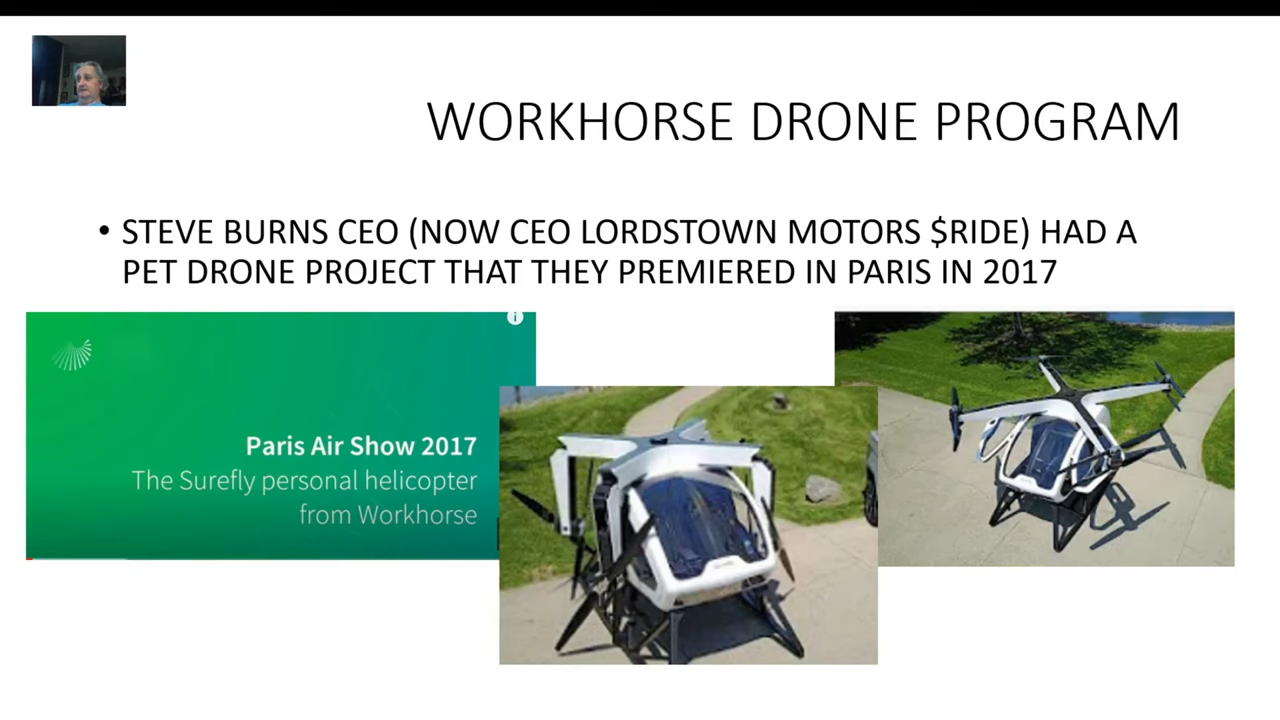 WORKHORSE DRONE PROGRAM
• STEVE BURNS CEO (NOW CEO LORDSTOWN MOTORS $RIDE) HAD A
PET DRONE PROJECT THAT THEY PREMIERED IN PARIS IN 2017
Paris Air Show 2017
The Surefly personal helicopter
from Workhorse